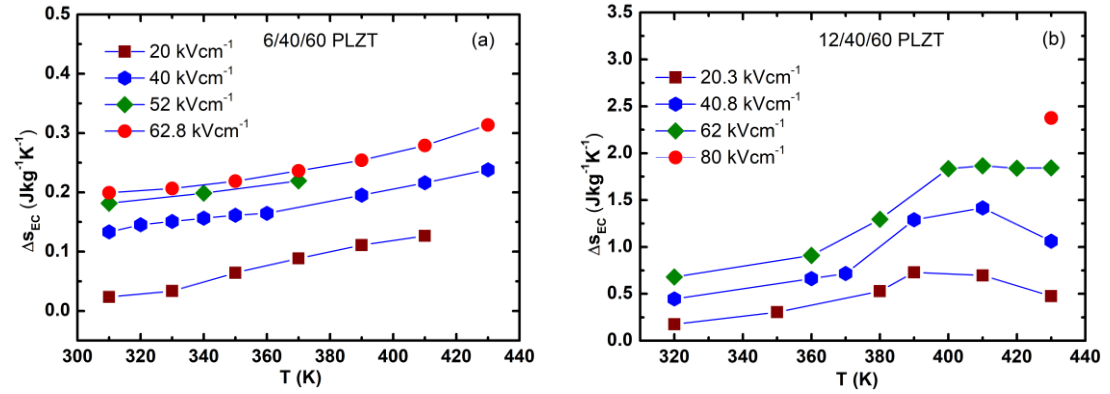 6/40/60 PLZT
(a)
20 kVcm⁻¹
40 kVcm⁻¹
52 kVcm⁻¹
62.8 kVcm⁻¹
Δs_EC (Jkg⁻¹K⁻¹)
0.5
0.4
0.3
0.2
0.1
0.0
300 320 340 360 380 400 420 440
T (K)
12/40/60 PLZT
(b)
20.3 kVcm⁻¹
40.8 kVcm⁻¹
62 kVcm⁻¹
80 kVcm⁻¹
Δs_EC (Jkg⁻¹K⁻¹)
3.5
3.0
2.5
2.0
1.5
1.0
0.5
0.0
320 340 360 380 400 420 440
T (K)